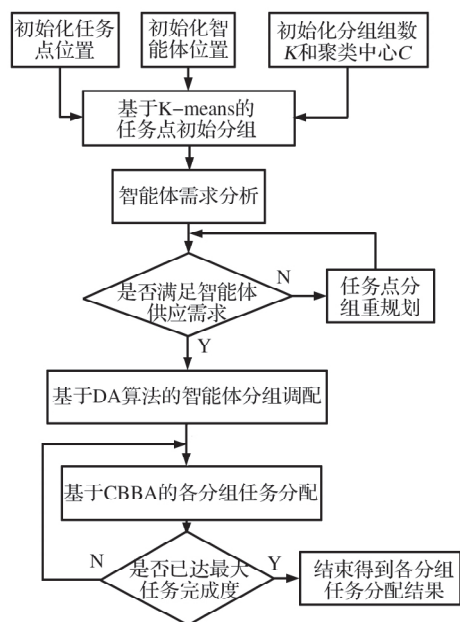 初始化任务
点位置
初始化智
能体位置
初始化分组组数
K和聚类中心C
基于K-means的
任务点初始分组
智能体需求分析
是否满足智能体
供应需求
N
任务点分
组重规划
Y
基于DA算法的智能体分组调配
基于CBBA的各分组任务分配
N
是否已达最大
任务完成度
Y
结束得到各分组
任务分配结果